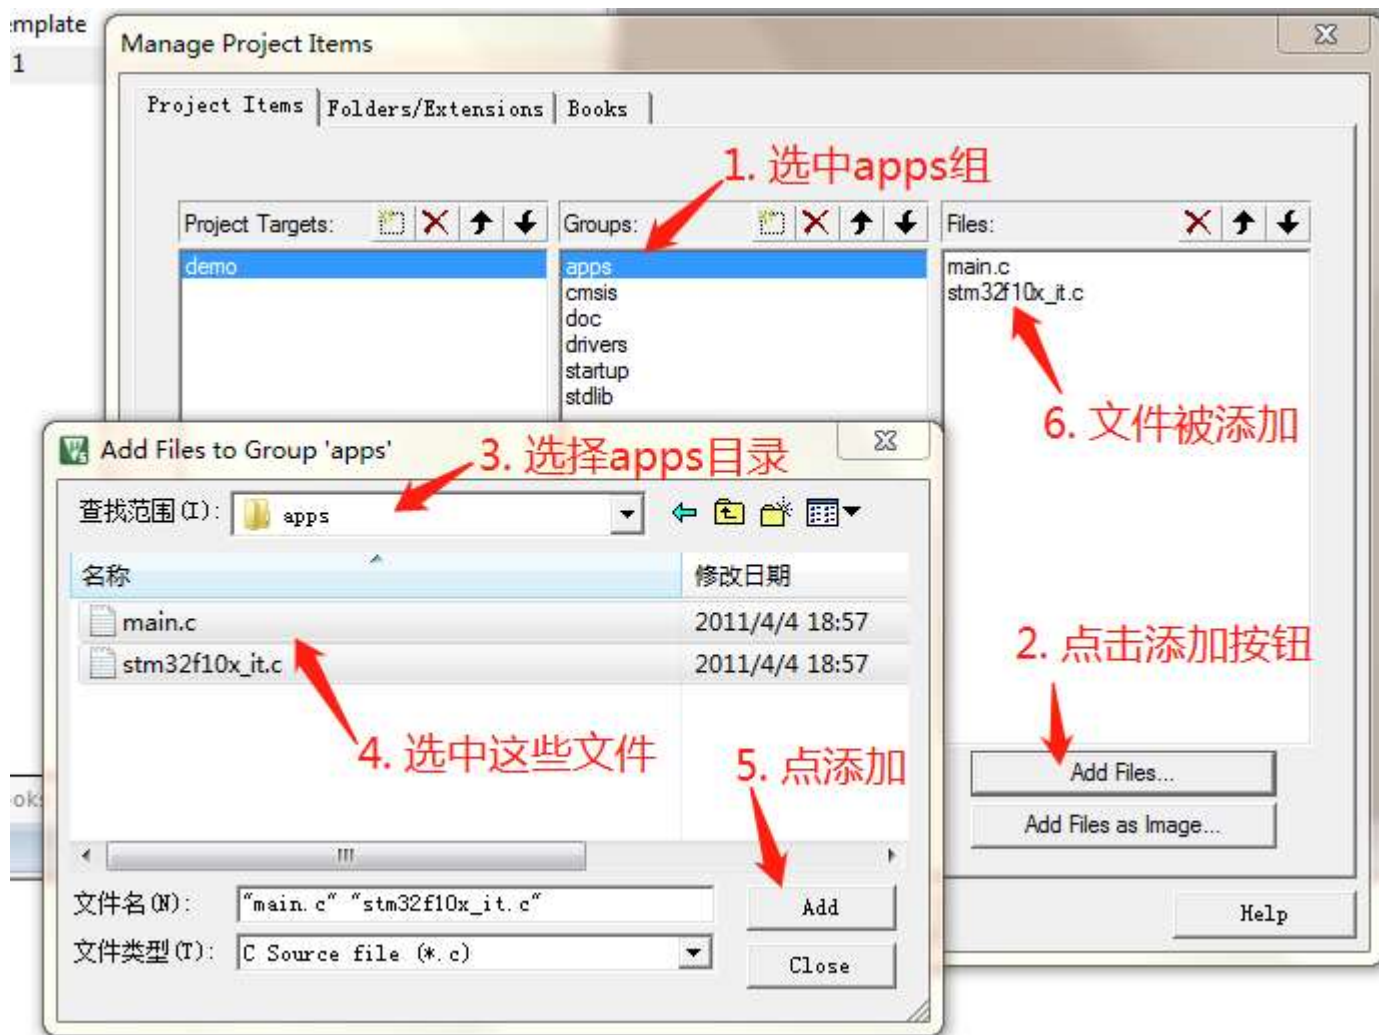 emplate
1
Manage Project Items
Project Items Folders/Extensions Books
1. 选中apps组
Project Targets:
Groups:
Files:
demo
apps
cmsis
doc
drivers
startup
stdlib
main.c
stm32f10x_it.c
6. 文件被添加
Add Files to Group 'apps'
3. 选择apps目录
查找范围(I): apps
名称 修改日期
main.c 2011/4/4 18:57
stm32f10x_it.c 2011/4/4 18:57
4. 选中这些文件
5. 点添加
2. 点击添加按钮
Add Files...
Add Files as Image...
ooks
文件名(N): "main.c" "stm32f10x_it.c"
Add
文件类型(T): C Source file (*.c)
Close
Help